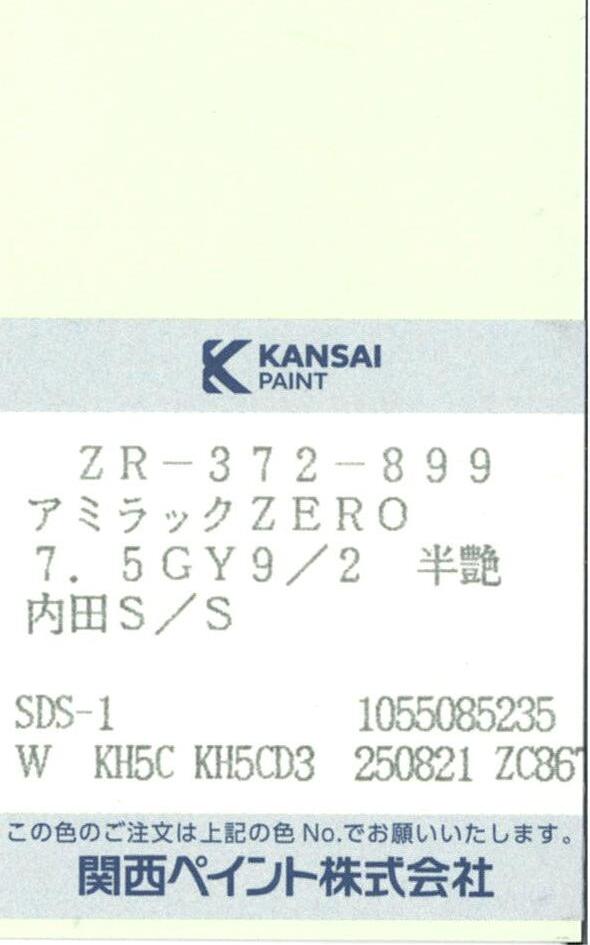 KANSAI
PAINT
ZR-372-899
アミラックZERO
7.5GY9/2 半艶
内田S/S
SDS-1 1055085235
W KH5C KH5CD3 250821 ZC867
この色のご注文は上記の色No.でお願いいたします。
関西ペイント株式会社